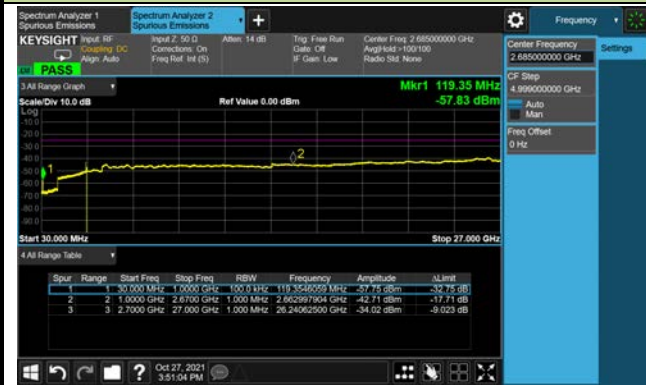 Spectrum Analyzer 1
Spurious Emissions
Spectrum Analyzer 2
Spurious Emissions
+
Frequency
KEYSIGHT
Input: RF
Coupling: DC
Align: Auto
Input Z: 50 Ω
Corrections: On
Freq Ref: Int (S)
Atten: 14 dB
Trig: Free Run
Gate: Off
IF Gain: Low
Center Freq: 2.685000000 GHz
Avg|Hold:>100/100
Radio Std: None
PASS
3 All Range Graph
Scale/Div 10.0 dB
Ref Value 0.00 dBm
Mkr1 119.35 MHz
-57.83 dBm
Log
-10.0
-20.0
-30.0
-40.0
-50.0
-60.0
-70.0
-80.0
-90.0
1
2
Start 30.000 MHz
Stop 27.000 GHz
4 All Range Table
Spur Range Start Freq Stop Freq RBW Frequency Amplitude ΔLimit
1 1 30.000 MHz 1.0000 GHz 100.0 kHz 119.3546059 MHz -57.75 dBm -32.75 dB
2 2 1.0000 GHz 2.6700 GHz 1.000 MHz 2.662997904 GHz -42.71 dBm -17.71 dB
3 3 2.7000 GHz 27.000 GHz 1.000 MHz 26.24062500 GHz -34.02 dBm -9.023 dB
Oct 27, 2021
3:51:04 PM
Center Frequency
2.685000000 GHz
Settings
CF Step
4.999000000 GHz
Auto
Man
Freq Offset
0 Hz